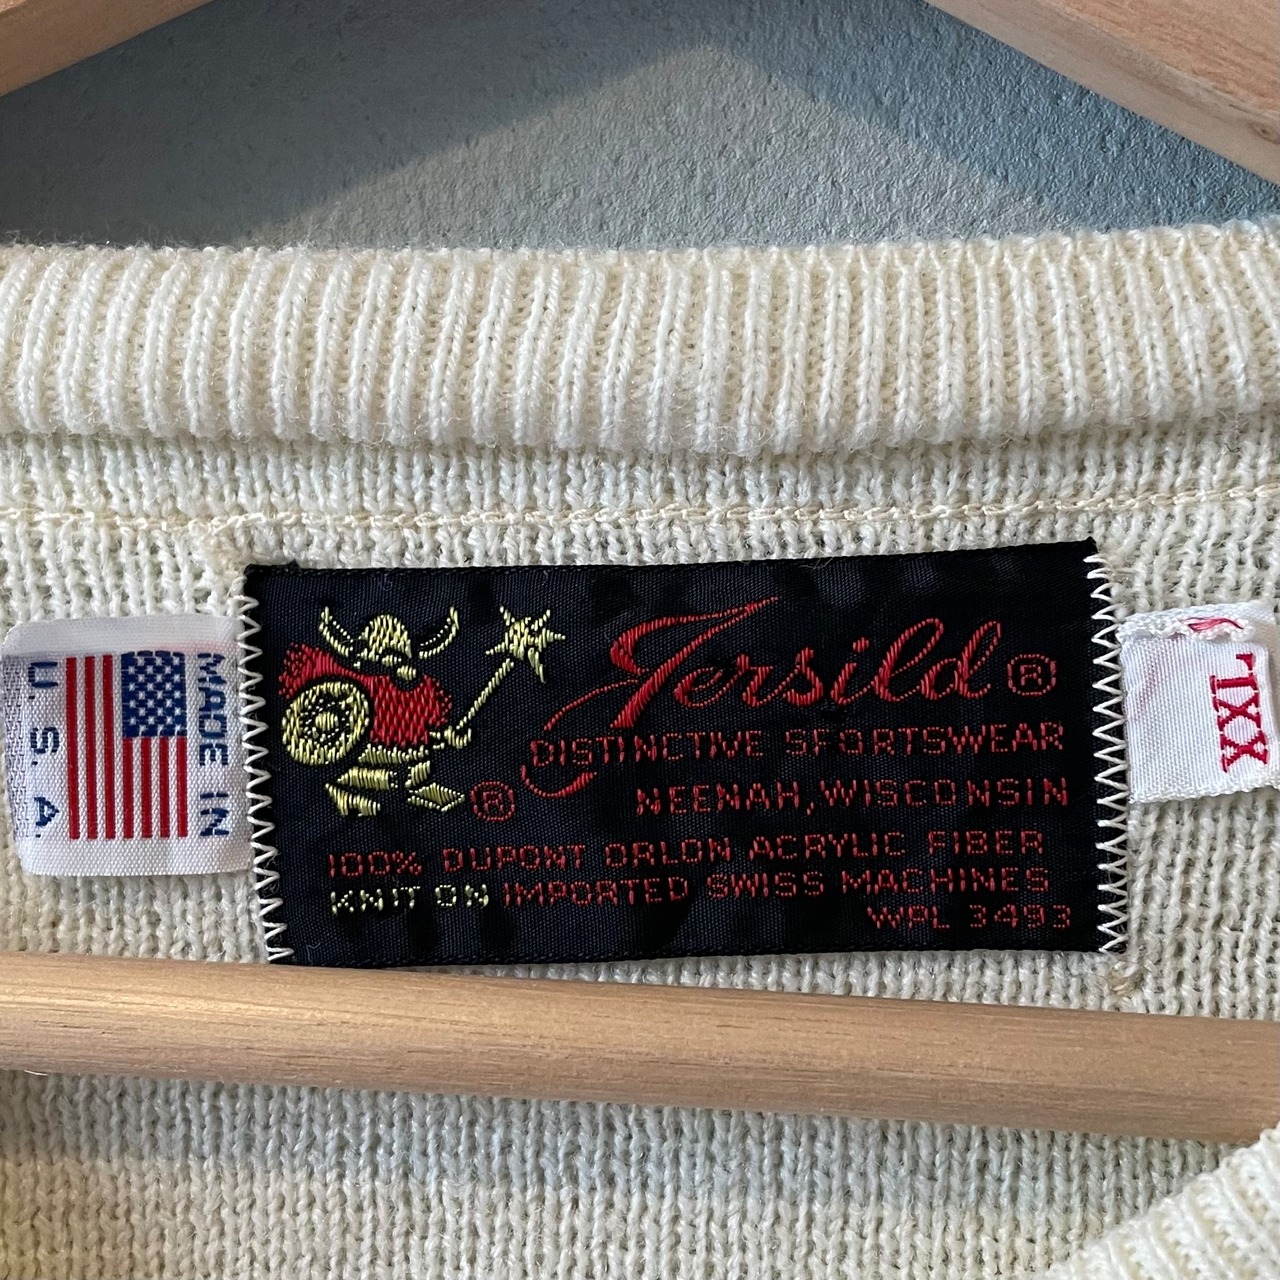 MADE IN
U. S. A.
Jersild ®
DISTINCTIVE SPORTSWEAR
®
NEENAH, WISCONSIN
100% DUPONT ORLON ACRYLIC FIBER
KNIT ON IMPORTED SWISS MACHINES
WPL 3493
XXL